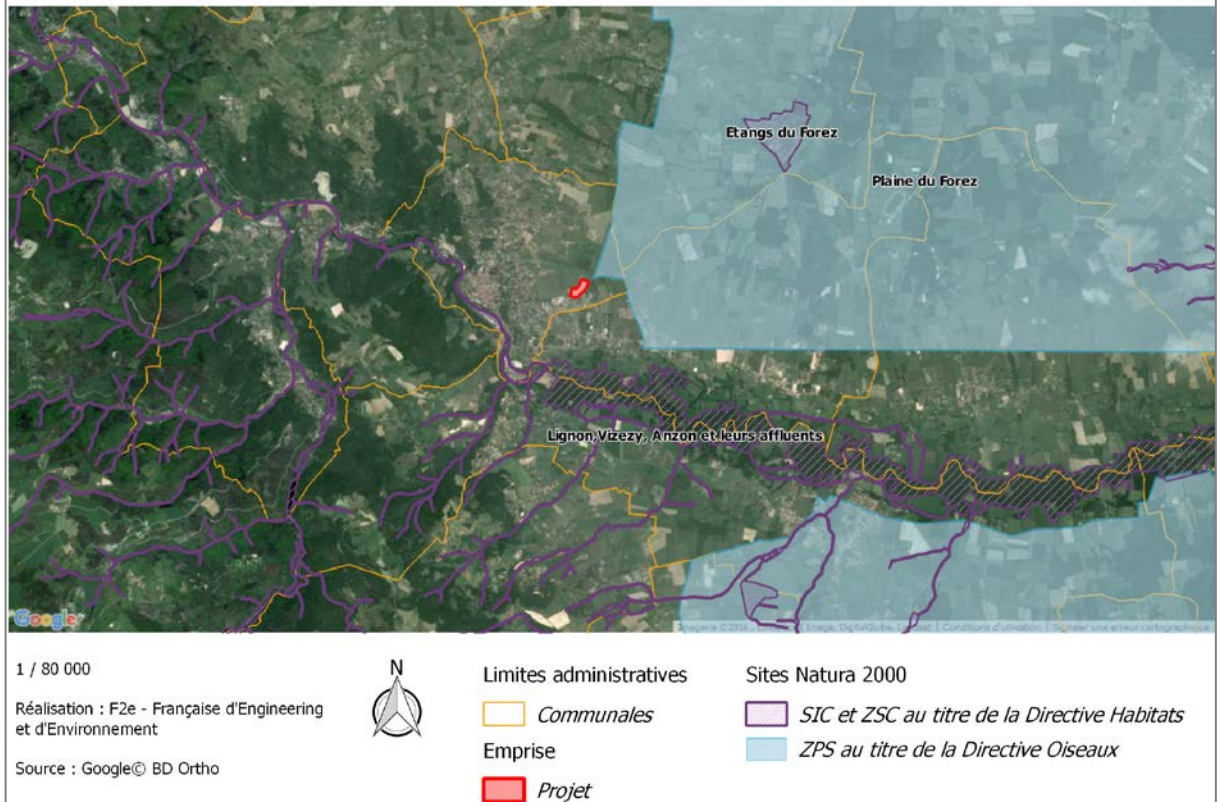 Etangs du Forez
Plaine du Forez
Lignon, Vizezy, Anzon et leurs affluents
Google
1 / 80 000
Réalisation : F2e - Française d'Engineering
et d'Environnement
Source : Google© BD Ortho
N
Limites administratives
Communales
Emprise
Projet
Sites Natura 2000
SIC et ZSC au titre de la Directive Habitats
ZPS au titre de la Directive Oiseaux